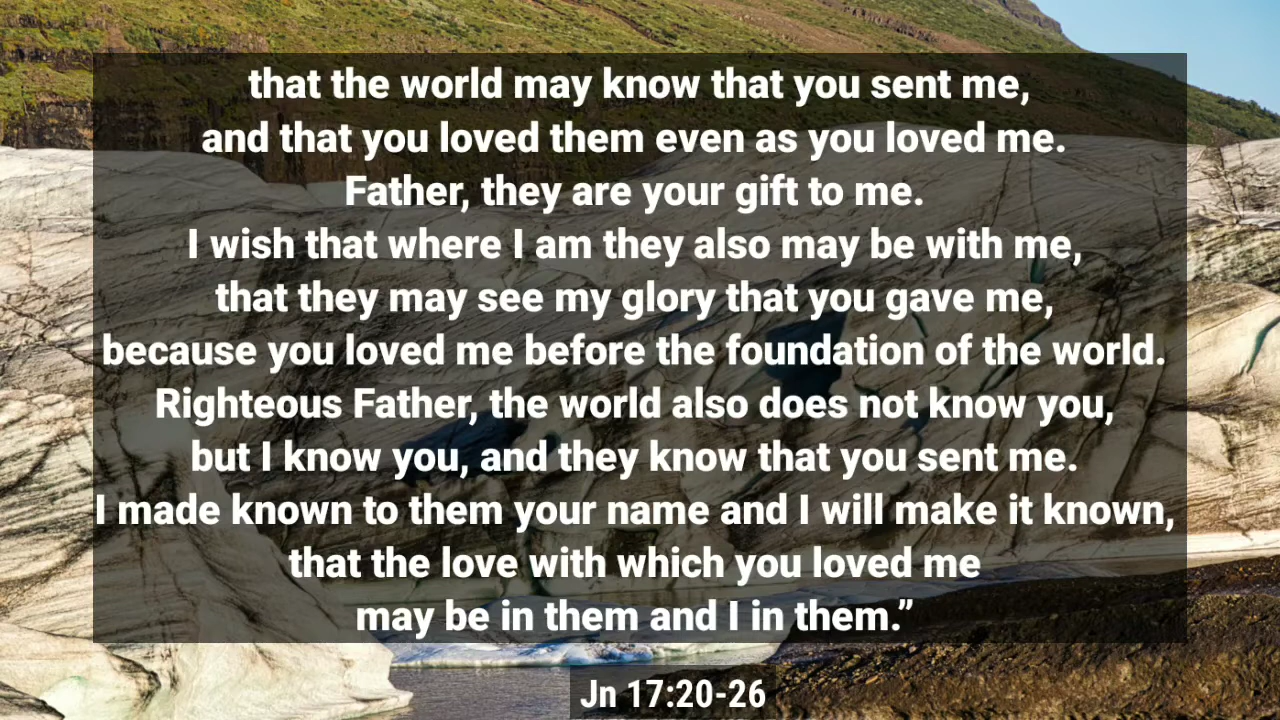 that the world may know that you sent me,
and that you loved them even as you loved me.
Father, they are your gift to me.
I wish that where I am they also may be with me,
that they may see my glory that you gave me,
because you loved me before the foundation of the world.
Righteous Father, the world also does not know you,
but I know you, and they know that you sent me.
I made known to them your name and I will make it known,
that the love with which you loved me
may be in them and I in them.”
Jn 17:20-26